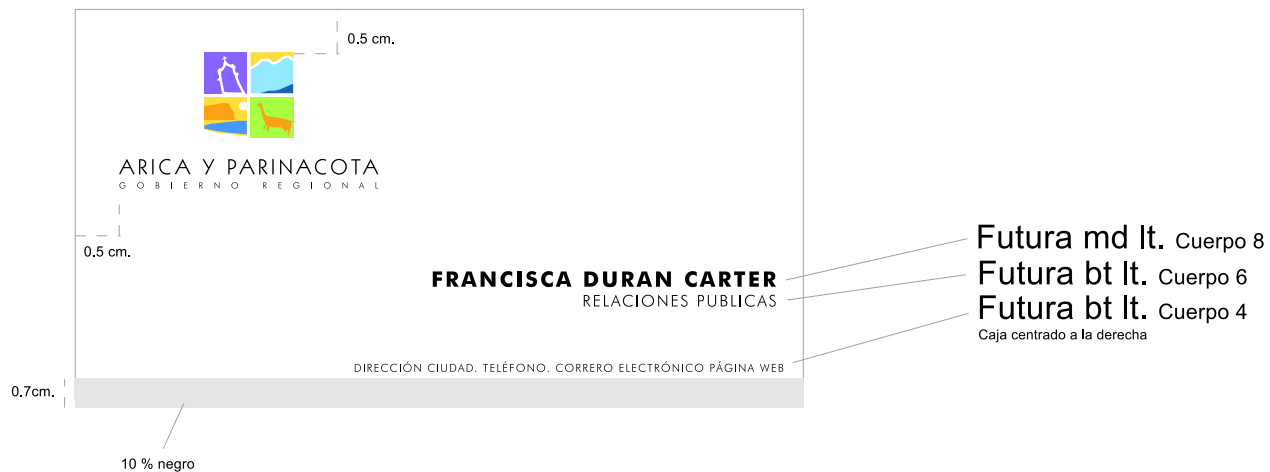 0.5 cm.
ARICA Y PARINACOTA
GOBIERNO REGIONAL
0.5 cm.
FRANCISCA DURAN CARTER
RELACIONES PUBLICAS
DIRECCIÓN CIUDAD. TELÉFONO. CORRERO ELECTRÓNICO PÁGINA WEB
Futura md lt. Cuerpo 8
Futura bt lt. Cuerpo 6
Futura bt lt. Cuerpo 4
Caja centrado a la derecha
0.7cm.
10 % negro